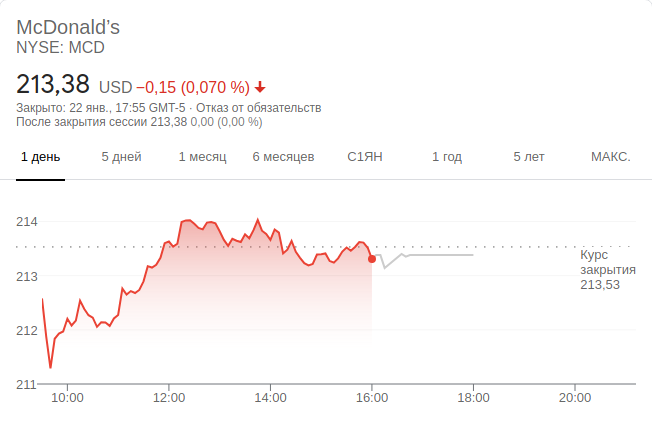 McDonald’s
NYSE: MCD
213,38 USD −0,15 (0,070 %)
Закрыто: 22 янв., 17:55 GMT-5 · Отказ от обязательств
После закрытия сессии 213,38 0,00 (0,00 %)
1 день 5 дней 1 месяц 6 месяцев С1ЯН 1 год 5 лет МАКС.
214
Курс
закрытия
213,53
213
212
211
10:00 12:00 14:00 16:00 18:00 20:00